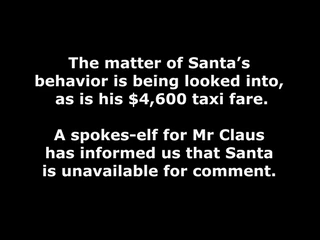 The matter of Santa’s
behavior is being looked into,
as is his $4,600 taxi fare.
A spokes-elf for Mr Claus
has informed us that Santa
is unavailable for comment.